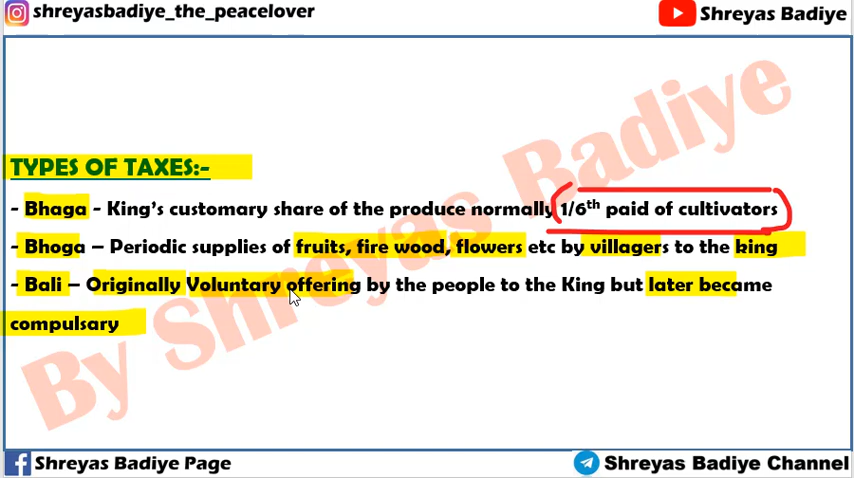 shreyasbadiye_the_peacelover
Shreyas Badiye
By Shreyas Badiye
TYPES OF TAXES:-
- Bhaga - King's customary share of the produce normally 1/6th paid of cultivators
- Bhoga – Periodic supplies of fruits, fire wood, flowers etc by villagers to the king
- Bali – Originally Voluntary offering by the people to the King but later became
compulsary
Shreyas Badiye Page
Shreyas Badiye Channel